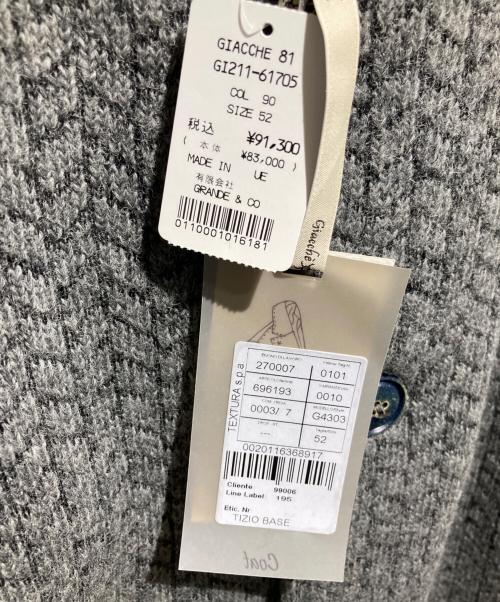 GIACCHE 81
GI211-61705
COL 90
SIZE 52
税込 ¥91,300
( 本体 ¥83,000 )
MADE IN UE
有限会社
GRANDE & CO
0110001016181
Giacchè
TEXTURA s.p.a.
270007 0101
696193 0010
0003/ 7 G4303
--- 52
0020116368917
Cliente 99006
Line Label 195
Etic. Nr
TIZIO BASE
Coat